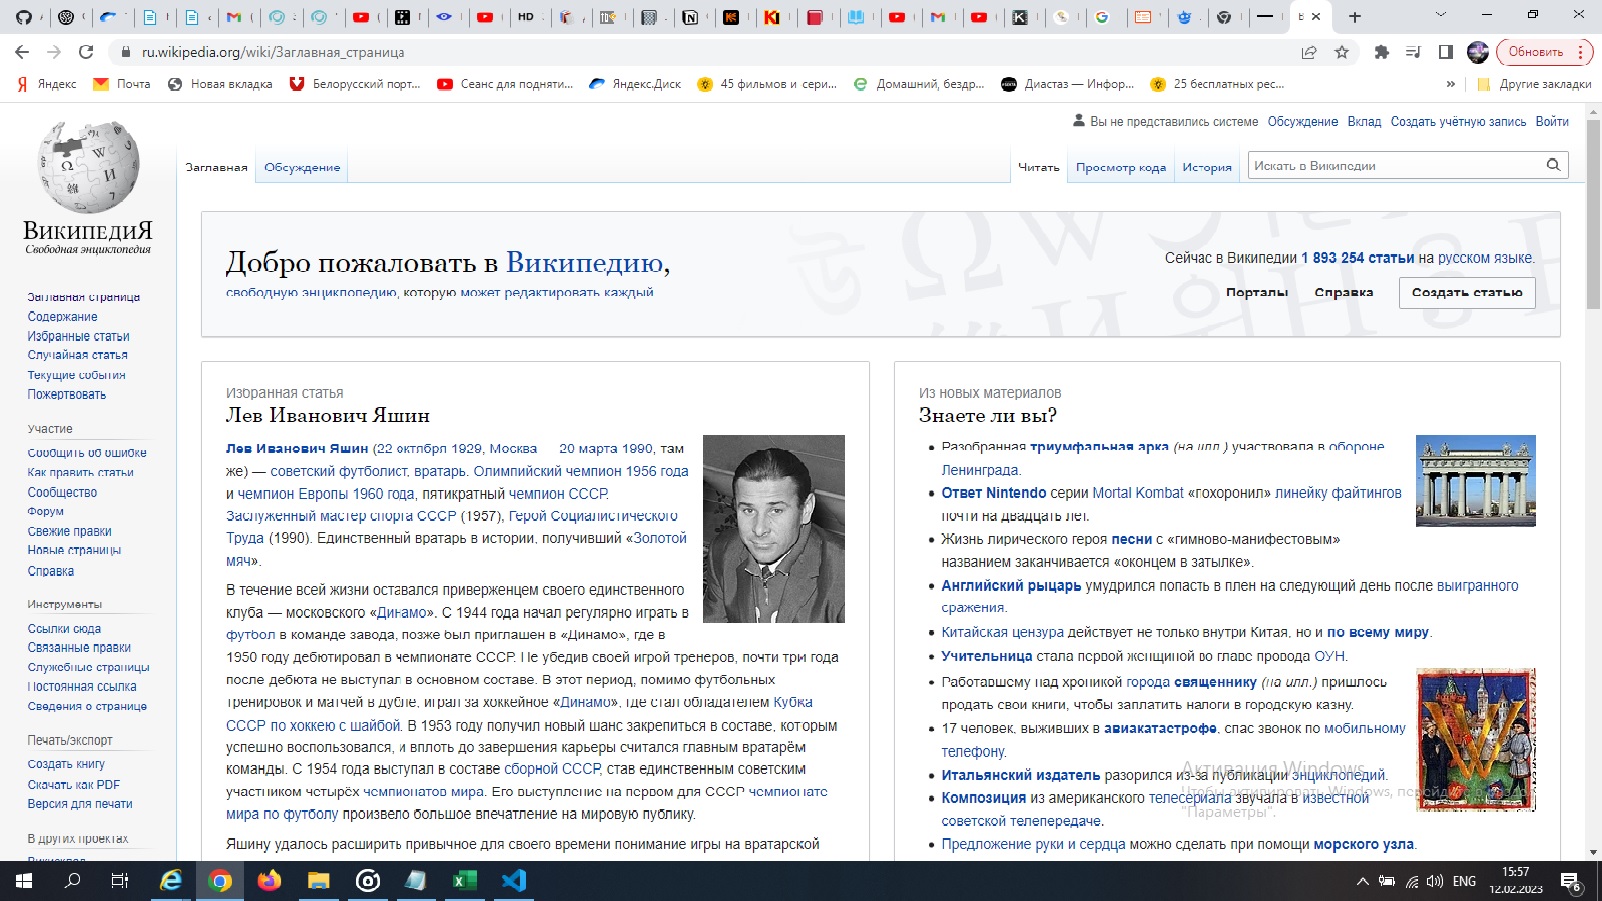 HD
ru.wikipedia.org/wiki/Заглавная_страница
Обновить
Яндекс
Почта
Новая вкладка
Белорусский порт...
Сеанс для подняти...
Яндекс.Диск
45 фильмов и сери...
Домашний, бездр...
Диастаз — Инфор...
25 бесплатных рес...
»
Другие закладки
Вы не представились системе Обсуждение Вклад Создать учётную запись Войти
Заглавная Обсуждение
Читать Просмотр кода История
Искать в Википедии
ВикипедиЯ
Свободная энциклопедия
Заглавная страница
Содержание
Избранные статьи
Случайная статья
Текущие события
Пожертвовать
Участие
Сообщить об ошибке
Как править статьи
Сообщество
Форум
Свежие правки
Новые страницы
Справка
Инструменты
Ссылки сюда
Связанные правки
Служебные страницы
Постоянная ссылка
Сведения о странице
Печать/экспорт
Создать книгу
Скачать как PDF
Версия для печати
В других проектах
Добро пожаловать в Википедию,
свободную энциклопедию, которую может редактировать каждый
Сейчас в Википедии 1 893 254 статьи на русском языке.
Порталы Справка Создать статью
Избранная статья
Лев Иванович Яшин
Лев Иванович Яшин (22 октября 1929, Москва — 20 марта 1990, там
же) — советский футболист, вратарь. Олимпийский чемпион 1956 года
и чемпион Европы 1960 года, пятикратный чемпион СССР.
Заслуженный мастер спорта СССР (1957), Герой Социалистического
Труда (1990). Единственный вратарь в истории, получивший «Золотой
мяч».
В течение всей жизни оставался приверженцем своего единственного
клуба — московского «Динамо». С 1944 года начал регулярно играть в
футбол в команде завода, позже был приглашен в «Динамо», где в
1950 году дебютировал в чемпионате СССР. Не убедив своей игрой тренеров, почти три года
после дебюта не выступал в основном составе. В этот период, помимо футбольных
тренировок и матчей в дубле, играл за хоккейное «Динамо», где стал обладателем Кубка
СССР по хоккею с шайбой. В 1953 году получил новый шанс закрепиться в составе, которым
успешно воспользовался, и вплоть до завершения карьеры считался главным вратарём
команды. С 1954 года выступал в составе сборной СССР, став единственным советским
участником четырёх чемпионатов мира. Его выступление на первом для СССР чемпионате
мира по футболу произвело большое впечатление на мировую публику.
Яшину удалось расширить привычное для своего времени понимание игры на вратарской
Из новых материалов
Знаете ли вы?
Разобранная триумфальная арка (на илл.) участвовала в обороне
Ленинграда.
Ответ Nintendo серии Mortal Kombat «похоронил» линейку файтингов
почти на двадцать лет.
Жизнь лирического героя песни с «гимново-манифестовым»
названием заканчивается «оконцем в затылке».
Английский рыцарь умудрился попасть в плен на следующий день после выигранного
сражения.
Китайская цензура действует не только внутри Китая, но и по всему миру.
Учительница стала первой женщиной во главе провода ОУН.
Работавшему над хроникой города священнику (на илл.) пришлось
продать свои книги, чтобы заплатить налоги в городскую казну.
17 человек, выживших в авиакатастрофе, спас звонок по мобильному
телефону.
Итальянский издатель разорился из-за публикации энциклопедий.
Композиция из американского телесериала звучала в известной
советской телепередаче.
Предложение руки и сердца можно сделать при помощи морского узла.
Активация Windows
Чтобы активировать Windows, перейдите в раздел
"Параметры".
ENG
15:57
12.02.2023
6